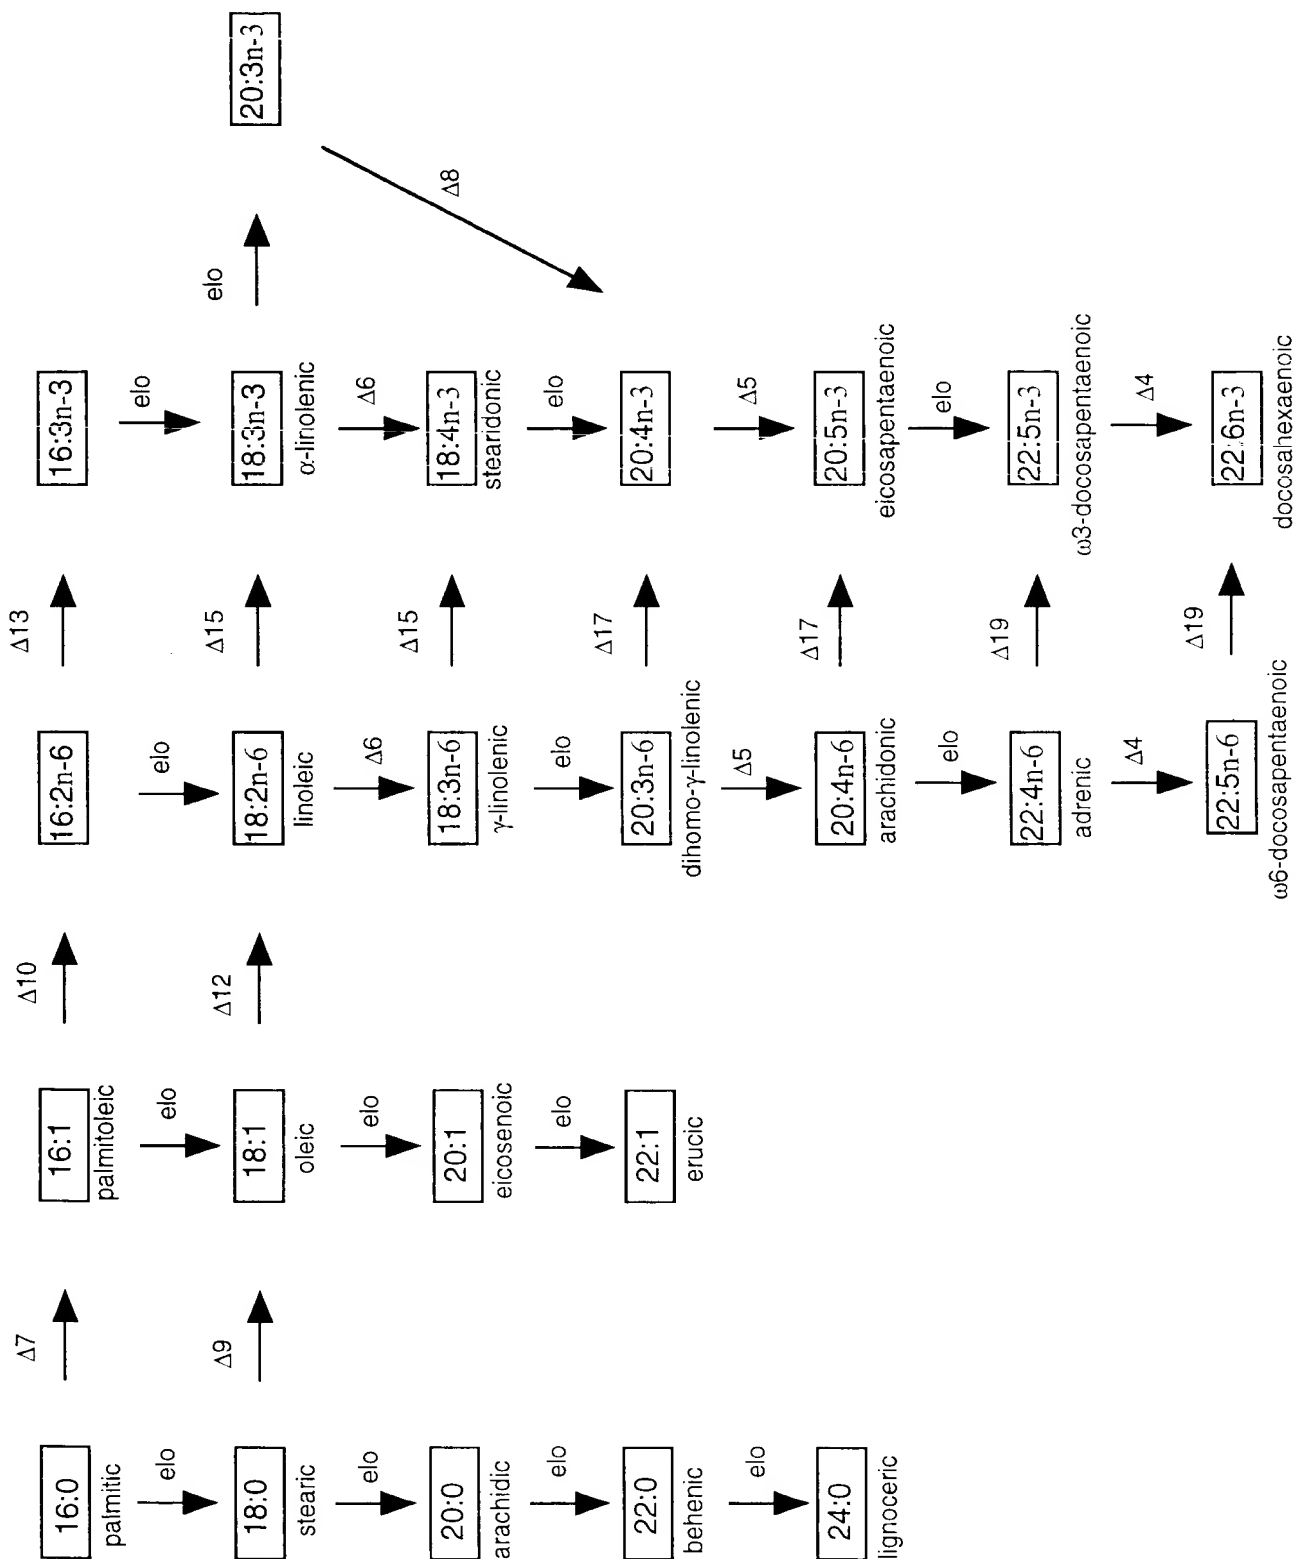 Δ7
Δ10
Δ13
16:0
16:1
16:2n-6
16:3n-3
palmitic
palmitoleic
elo
elo
elo
elo
Δ9
Δ12
Δ15
elo
18:0
18:1
18:2n-6
18:3n-3
20:3n-3
stearic
oleic
linoleic
α-linolenic
elo
elo
Δ6
Δ6
Δ15
Δ8
20:0
20:1
18:3n-6
18:4n-3
arachidic
eicosenoic
γ-linolenic
stearidonic
elo
elo
elo
elo
Δ17
22:0
22:1
20:3n-6
20:4n-3
behenic
erucic
dihomo-γ-linolenic
elo
Δ5
Δ5
Δ17
24:0
20:4n-6
20:5n-3
lignoceric
arachidonic
eicosapentaenoic
elo
elo
Δ19
22:4n-6
22:5n-3
adrenic
ω3-docosapentaenoic
Δ4
Δ4
Δ19
22:5n-6
22:6n-3
ω6-docosapentaenoic
docosahexaenoic